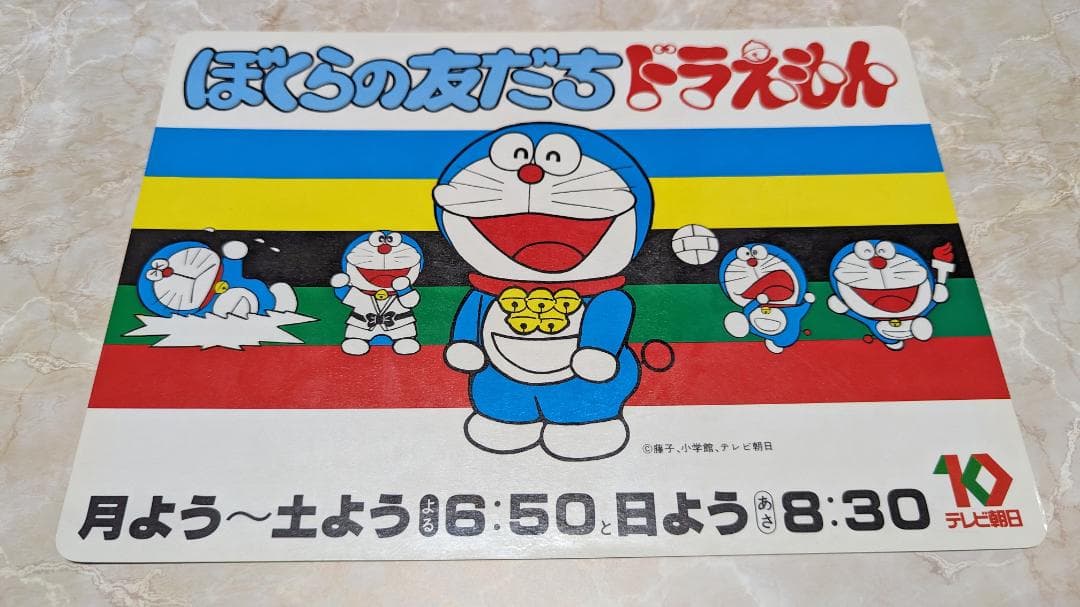 ぼくらの友だちドラえもん
©藤子、小学館、テレビ朝日
月よう〜土ようよる6:50と日ようあさ8:30
10
テレビ朝日